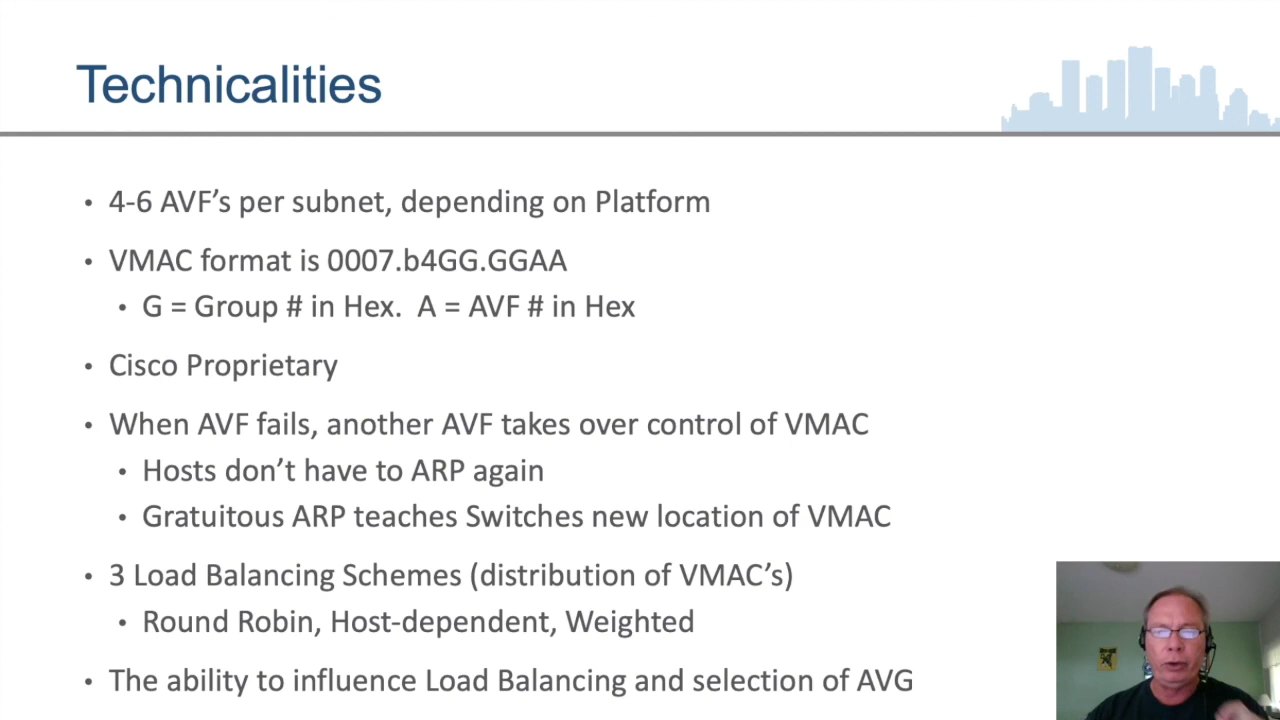 Technicalities
• 4-6 AVF’s per subnet, depending on Platform
• VMAC format is 0007.b4GG.GGAA
• G = Group # in Hex.  A = AVF # in Hex
• Cisco Proprietary
• When AVF fails, another AVF takes over control of VMAC
• Hosts don’t have to ARP again
• Gratuitous ARP teaches Switches new location of VMAC
• 3 Load Balancing Schemes (distribution of VMAC’s)
• Round Robin, Host-dependent, Weighted
• The ability to influence Load Balancing and selection of AVG